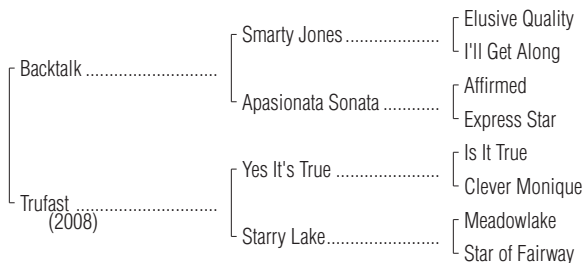 Elusive Quality
Smarty Jones
I'll Get Along
Backtalk
Affirmed
Apasionata Sonata
Express Star
Is It True
Yes It's True
Clever Monique
Trufast
(2008)
Meadowlake
Starry Lake
Star of Fairway